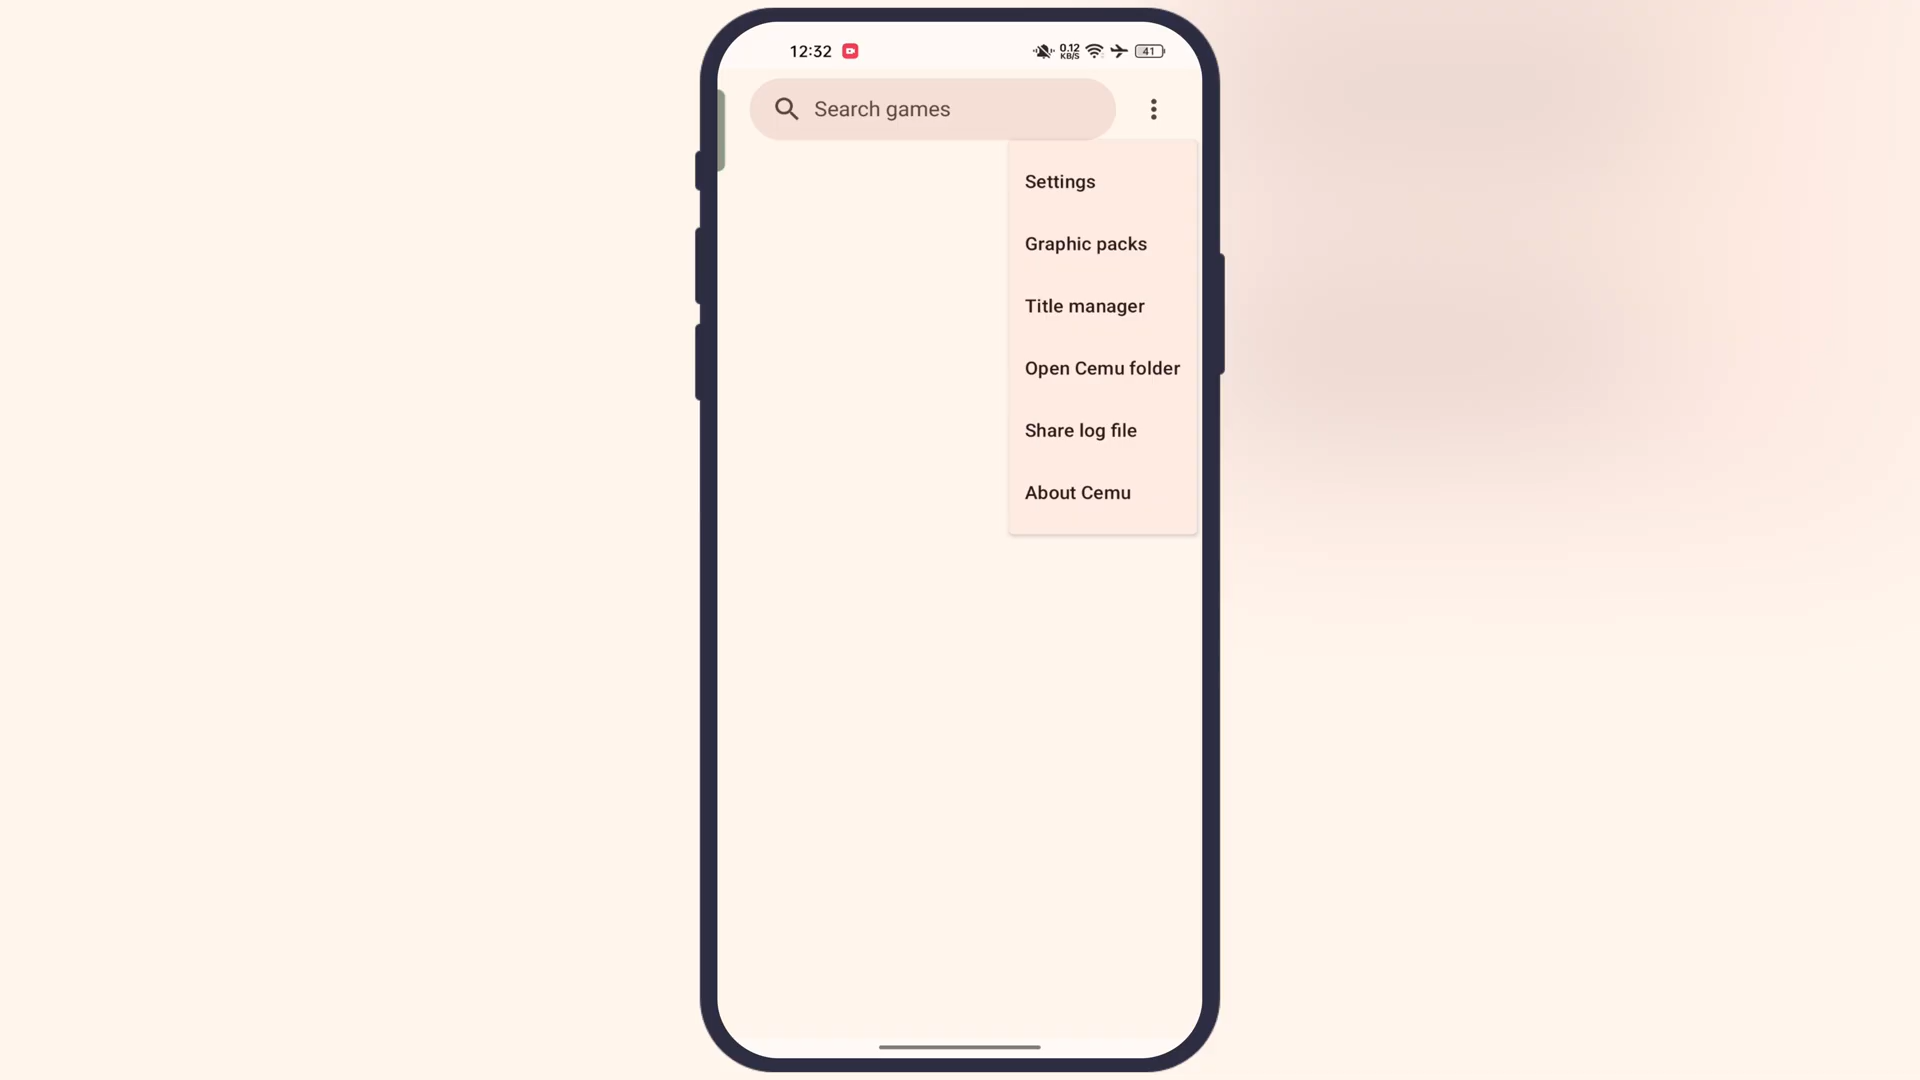 12:32
0.12
KB/S
41
Search games
Settings
Graphic packs
Title manager
Open Cemu folder
Share log file
About Cemu